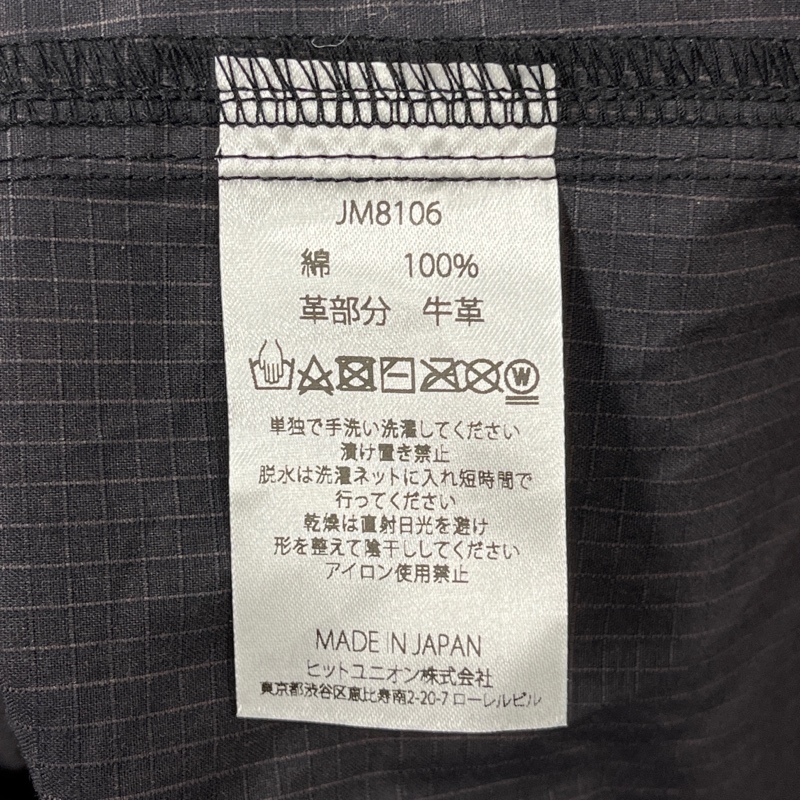 JM8106
綿 100%
革部分 牛革
W
単独で手洗い洗濯してください
漬け置き禁止
脱水は洗濯ネットに入れ短時間で
行ってください
乾燥は直射日光を避け
形を整えて陰干ししてください
アイロン使用禁止
MADE IN JAPAN
ヒットユニオン株式会社
東京都渋谷区恵比寿南2-20-7 ローレルビル